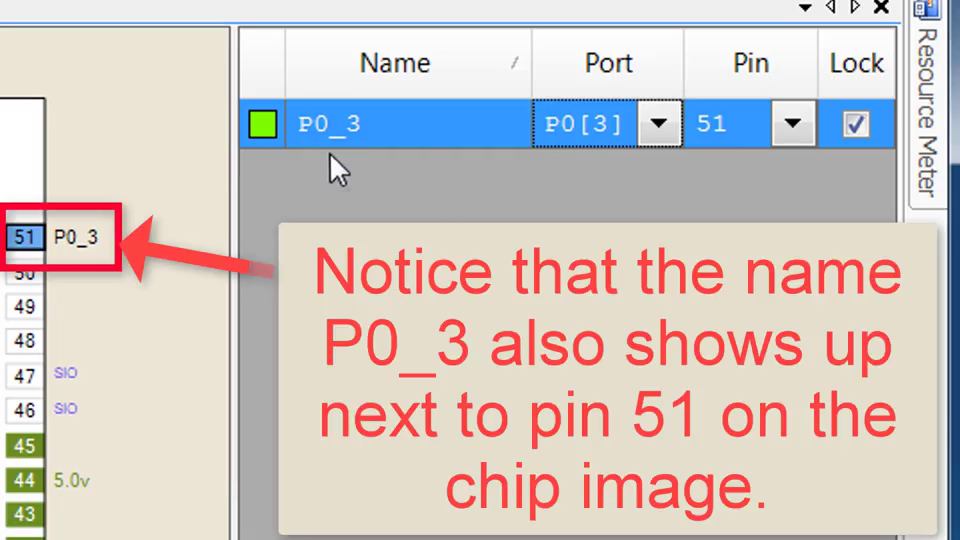 Name Port Pin Lock
P0_3 P0[3] 51
Resource Meter
51 P0_3
50
49
48
47 SIO
46 SIO
45
44 5.0v
43
Notice that the name
P0_3 also shows up
next to pin 51 on the
chip image.